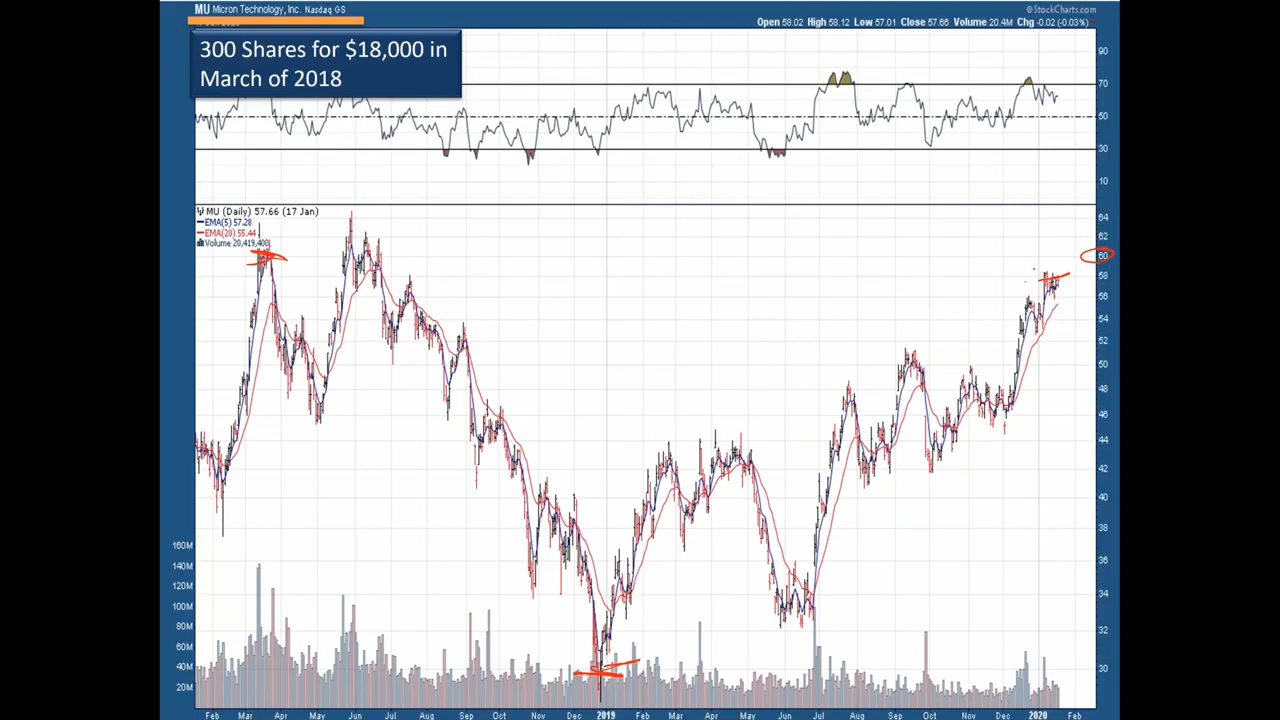 MU Micron Technology, Inc. Nasdaq GS
© StockCharts.com
Open 58.02 High 58.12 Low 57.01 Close 57.66 Volume 20.4M Chg -0.02 (-0.03%)
300 Shares for $18,000 in
March of 2018
90
70
50
30
10
MU (Daily) 57.66 (17 Jan)
EMA(5) 57.28
EMA(20) 55.44
Volume 20,419,400
64
62
60
58
56
54
52
50
48
46
44
42
40
38
36
34
32
30
160M
140M
120M
100M
80M
60M
40M
20M
Feb Mar Apr May Jun Jul Aug Sep Oct Nov Dec 2019 Feb Mar Apr May Jun Jul Aug Sep Oct Nov Dec 2020 Feb